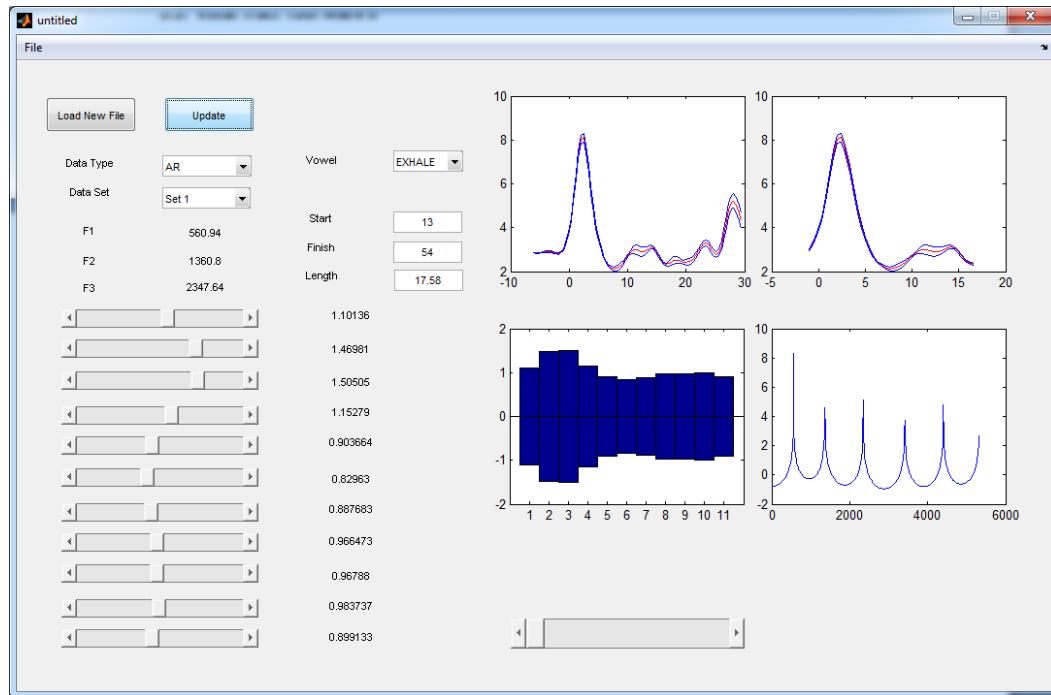 untitled
File
Load New File
Update
Data Type
AR
Vowel
EXHALE
Data Set
Set 1
F1
560.94
Start
13
F2
1360.8
Finish
54
F3
2347.64
Length
17.58
1.10136
1.46981
1.50505
1.15279
0.903664
0.82963
0.887683
0.966473
0.96788
0.983737
0.899133
10
8
6
4
2
-10 0 10 20 30
10
8
6
4
2
-5 0 5 10 15 20
2
1
0
-1
-2
1 2 3 4 5 6 7 8 9 10 11
10
8
6
4
2
0
-2
0 2000 4000 6000